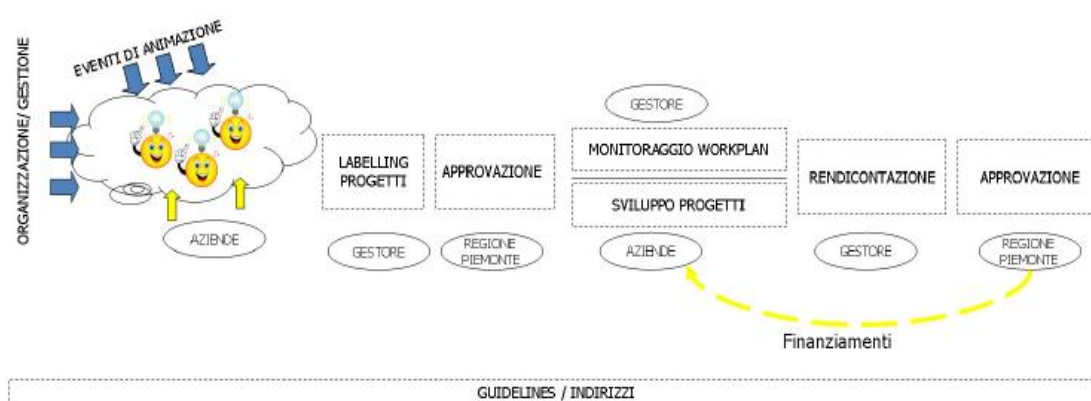 ORGANIZZAZIONE/ GESTIONE
EVENTI DI ANIMAZIONE
AZIENDE
LABELLING
PROGETTI
GESTORE
APPROVAZIONE
REGIONE
PIEMONTE
GESTORE
MONITORAGGIO WORKPLAN
SVILUPPO PROGETTI
AZIENDE
RENDICONTAZIONE
GESTORE
APPROVAZIONE
REGIONE
PIEMONTE
Finanziamenti
GUIDELINES / INDIRIZZI